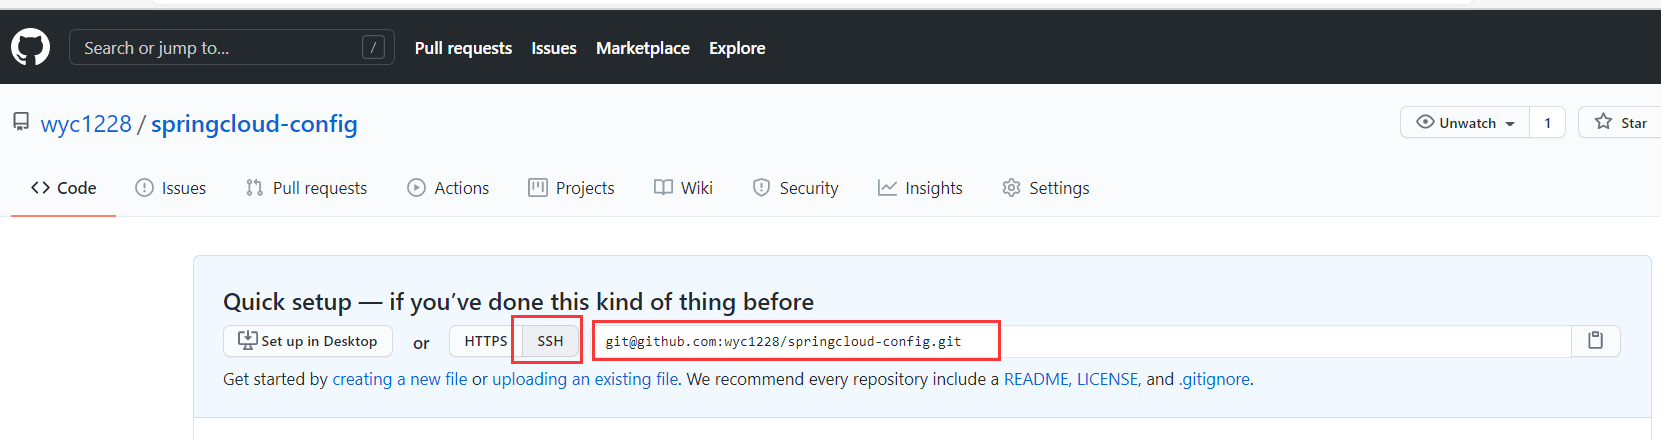 Search or jump to... / Pull requests Issues Marketplace Explore
wyc1228 / springcloud-config Unwatch 1 Star
Code Issues Pull requests Actions Projects Wiki Security Insights Settings
Quick setup — if you’ve done this kind of thing before
Set up in Desktop or HTTPS SSH git@github.com:wyc1228/springcloud-config.git
Get started by creating a new file or uploading an existing file. We recommend every repository include a README, LICENSE, and .gitignore.